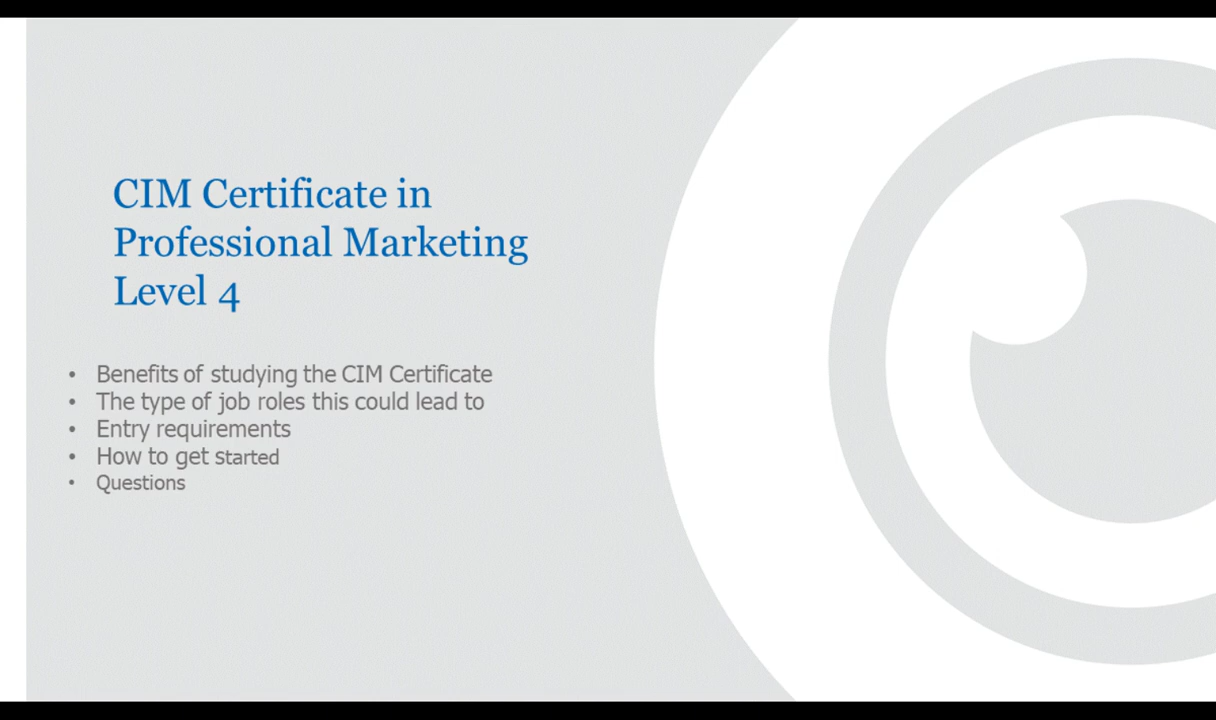 CIM Certificate in
Professional Marketing
Level 4
• Benefits of studying the CIM Certificate
• The type of job roles this could lead to
• Entry requirements
• How to get started
• Questions